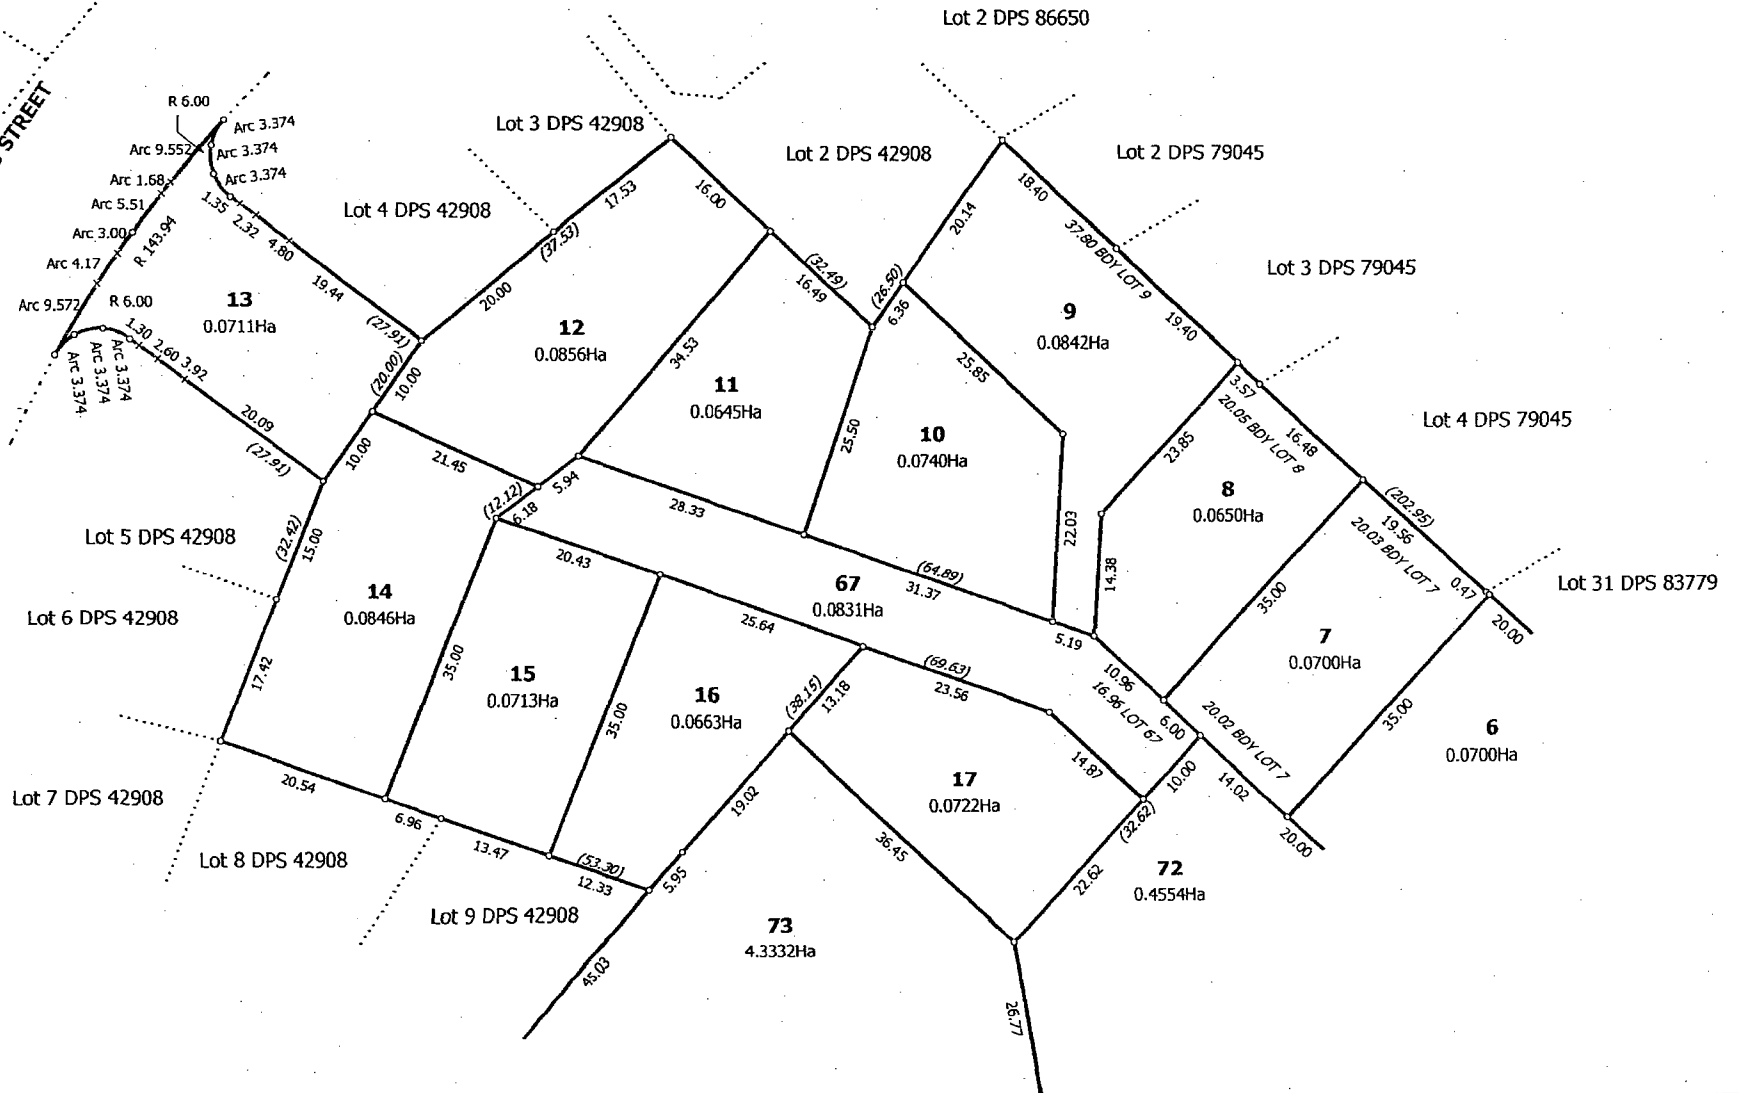 Lot 2 DPS 86650
STREET
R 6.00
Arc 3.374
Lot 3 DPS 42908
Arc 9.552
Arc 3.374
Lot 2 DPS 42908
Lot 2 DPS 79045
Arc 1.68
Arc 3.374
18.40
17.53
16.00
Arc 5.51
1.35
2.32
4.80
Lot 4 DPS 42908
20.14
37.80 BDY LOT 9
Arc 3.00
R 143.94
(37.53)
Arc 4.17
(32.49)
(26.50)
Lot 3 DPS 79045
Arc 9.572
R 6.00
13
0.0711Ha
19.44
20.00
16.49
6.36
9
0.0842Ha
19.40
1.30
2.60
3.92
(27.91)
12
0.0856Ha
Arc 3.374
Arc 3.374
Arc 3.374
(20.00)
10.00
34.53
25.85
3.57
20.05 BDY LOT 8
11
0.0645Ha
20.09
(27.91)
10.00
21.45
25.50
10
0.0740Ha
23.85
16.48
Lot 4 DPS 79045
(12.12)
6.18
5.94
28.33
8
0.0650Ha
(202.95)
19.56
20.03 BDY LOT 7
Lot 5 DPS 42908
(32.42)
15.00
20.43
22.03
14.38
67
0.0831Ha
(64.89)
31.37
35.00
0.47
Lot 31 DPS 83779
Lot 6 DPS 42908
14
0.0846Ha
25.64
5.19
20.00
7
0.0700Ha
17.42
35.00
15
0.0713Ha
16
0.0663Ha
(38.15)
13.18
(69.63)
23.56
10.96
16.96 LOT 67
6.00
20.02 BDY LOT 7
35.00
6
0.0700Ha
35.00
Lot 7 DPS 42908
20.54
6.96
19.02
17
0.0722Ha
14.87
10.00
14.02
(32.62)
20.00
Lot 8 DPS 42908
13.47
(53.30)
12.33
5.95
36.45
22.62
72
0.4554Ha
Lot 9 DPS 42908
73
4.3332Ha
45.03
26.77